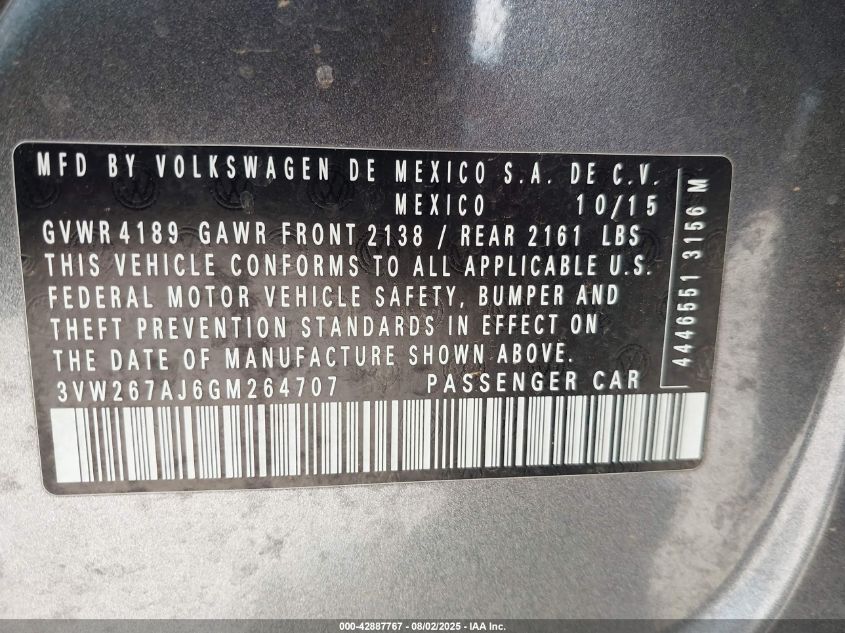 MFD BY VOLKSWAGEN DE MEXICO S.A. DE C.V.
MEXICO 10/15
GVWR 4189 GAWR FRONT 2138 / REAR 2161 LBS
THIS VEHICLE CONFORMS TO ALL APPLICABLE U.S.
FEDERAL MOTOR VEHICLE SAFETY, BUMPER AND
THEFT PREVENTION STANDARDS IN EFFECT ON
THE DATE OF MANUFACTURE SHOWN ABOVE.
3VW267AJ6GM264707 PASSENGER CAR
4446551 3156 M
000-42887767 - 08/02/2025 - IAA Inc.